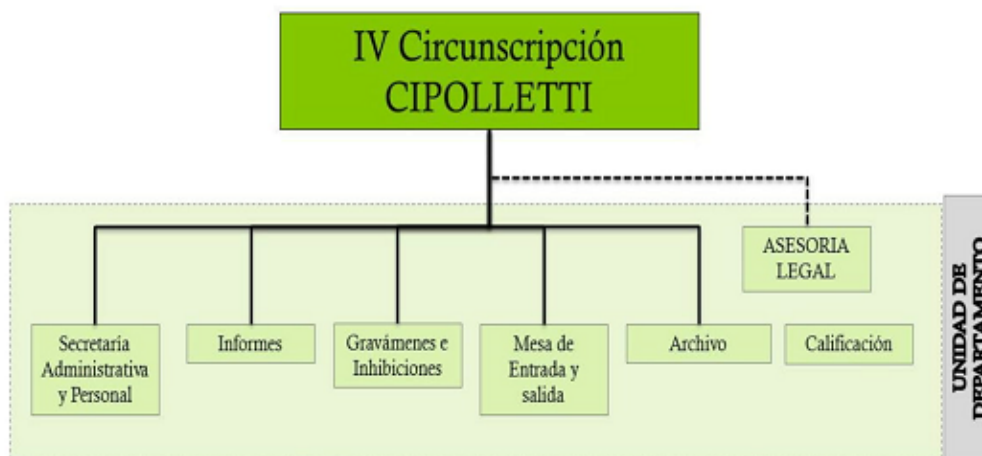 IV Circunscripción
CIPOLLETTI
ASESORIA
LEGAL
Secretaría
Administrativa
y Personal
Informes
Gravámenes e
Inhibiciones
Mesa de
Entrada y
salida
Archivo
Calificación
UNIDAD DE
DEPARTAMENTO